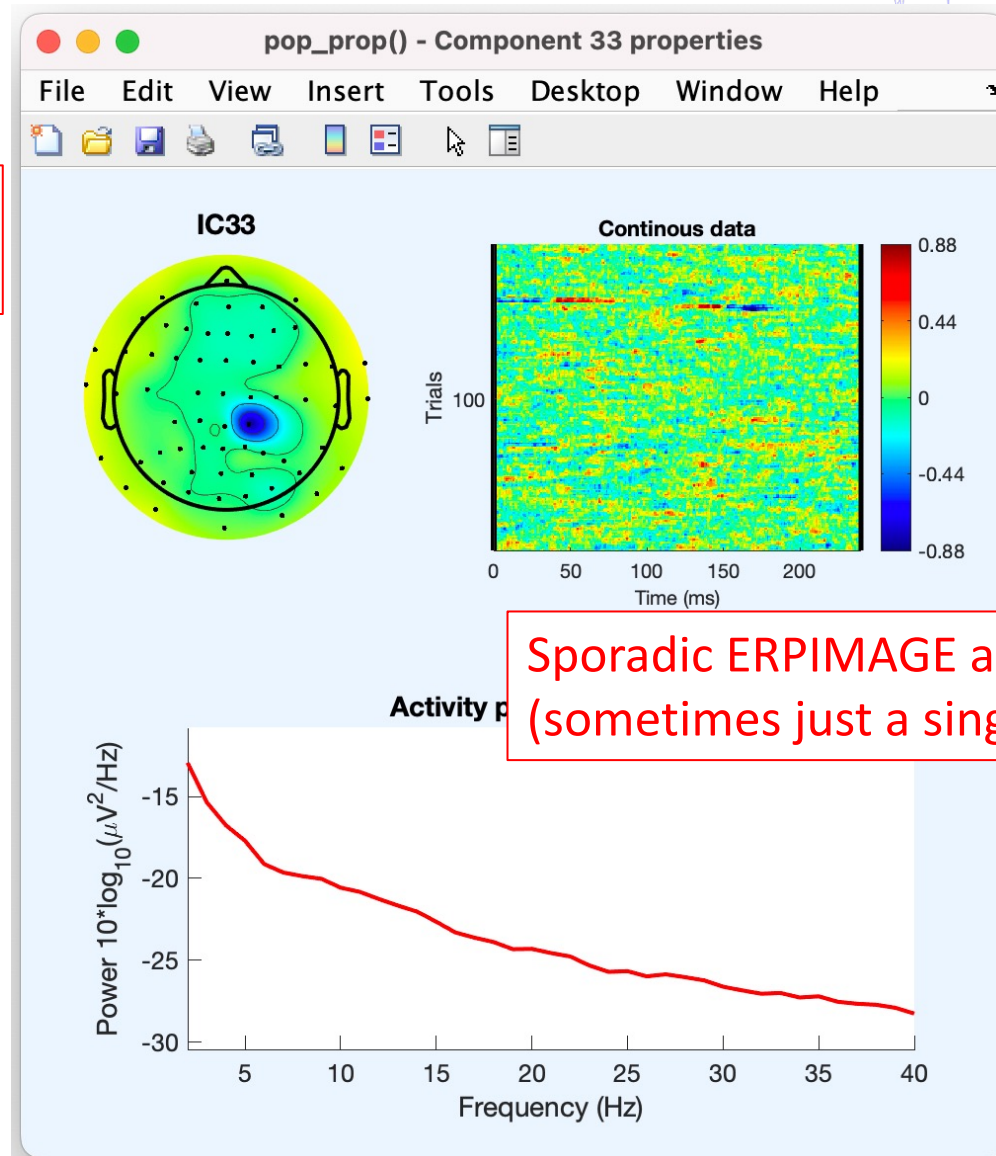 pop_prop() - Component 33 properties
File Edit View Insert Tools Desktop Window Help
IC33
Continous data
0.88
0.44
0
-0.44
-0.88
Trials
100
0 50 100 150 200
Time (ms)
Sporadic ERPIMAGE a
(sometimes just a sing
Activity p
Power 10*log₁₀(μV²/Hz)
-15
-20
-25
-30
5 10 15 20 25 30 35 40
Frequency (Hz)